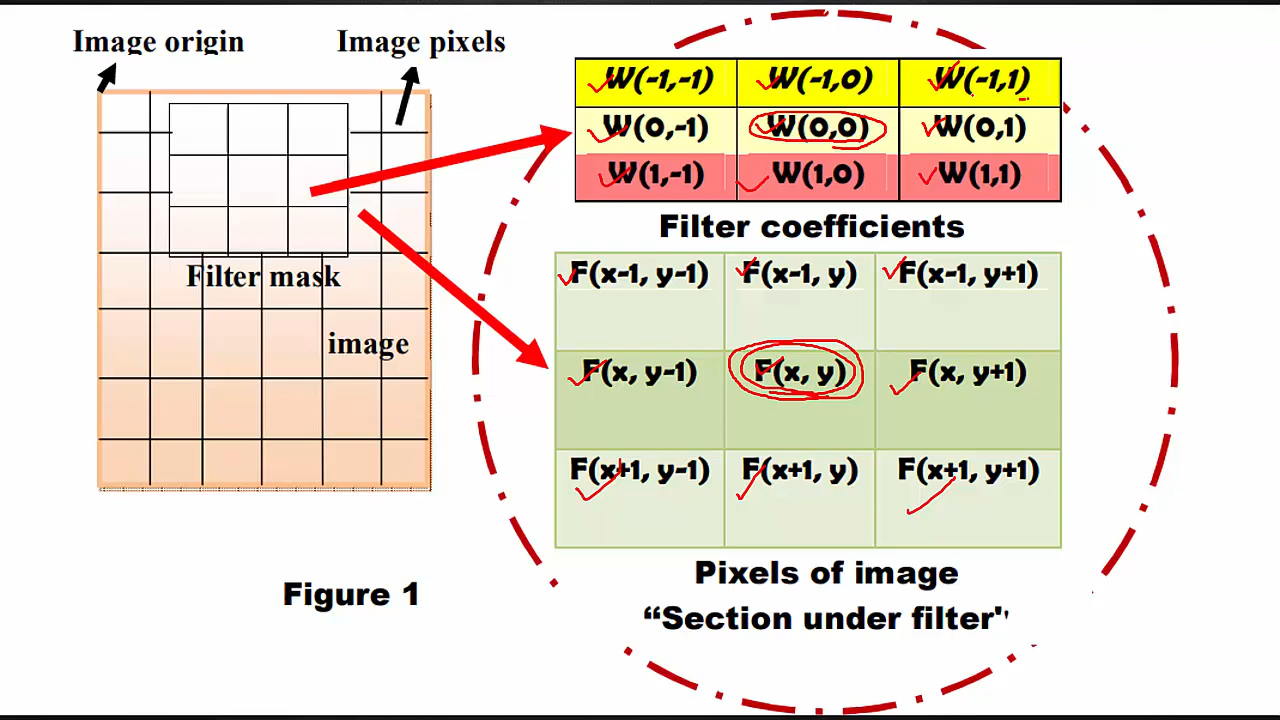 Image origin
Image pixels
Filter mask
image
Figure 1
W(-1,-1) W(-1,0) W(-1,1)
W(0,-1) W(0,0) W(0,1)
W(1,-1) W(1,0) W(1,1)
Filter coefficients
F(x-1, y-1) F(x-1, y) F(x-1, y+1)
F(x, y-1) F(x, y) F(x, y+1)
F(x+1, y-1) F(x+1, y) F(x+1, y+1)
Pixels of image
“Section under filter''